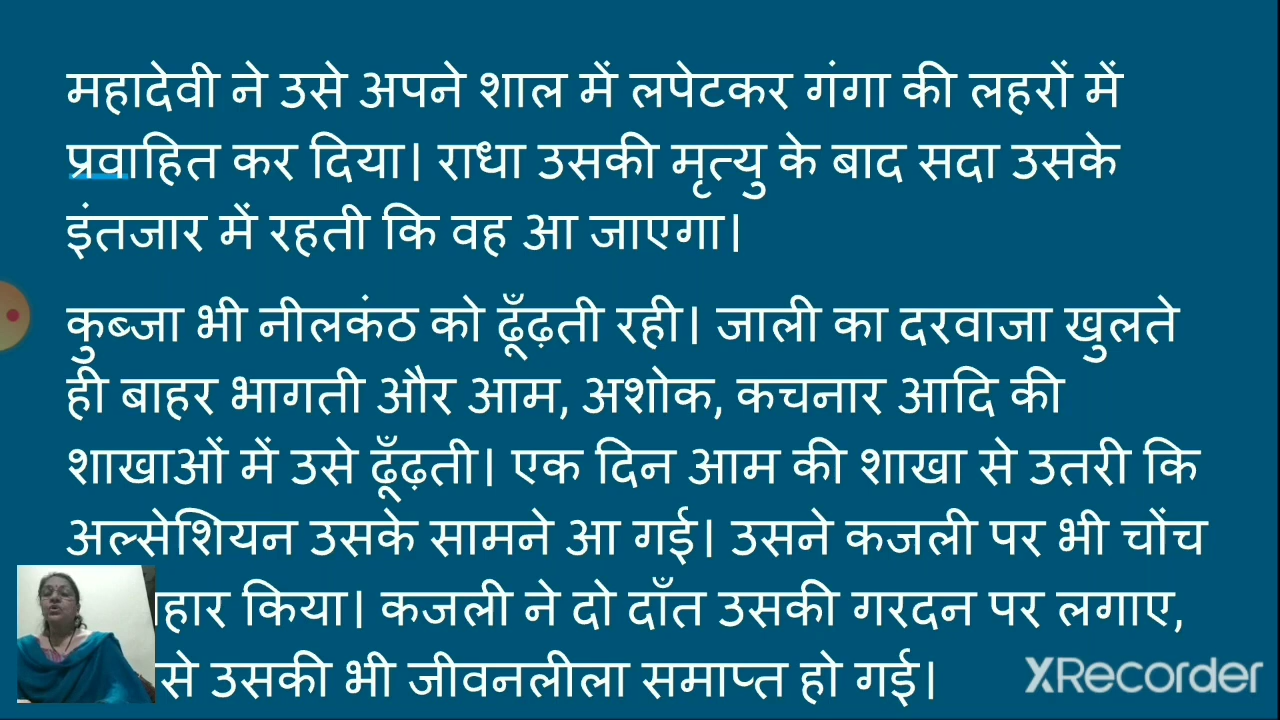 महादेवी ने उसे अपने शाल में लपेटकर गंगा की लहरों में
प्रवाहित कर दिया। राधा उसकी मृत्यु के बाद सदा उसके
इंतजार में रहती कि वह आ जाएगा।
कुब्जा भी नीलकंठ को ढूँढ़ती रही। जाली का दरवाजा खुलते
ही बाहर भागती और आम, अशोक, कचनार आदि की
शाखाओं में उसे ढूँढ़ती। एक दिन आम की शाखा से उतरी कि
अल्सेशियन उसके सामने आ गई। उसने कजली पर भी चोंच
किया। कजली ने दो दाँत उसकी गरदन पर लगाए,
उसकी भी जीवनलीला समाप्त हो गई।
XRecorder